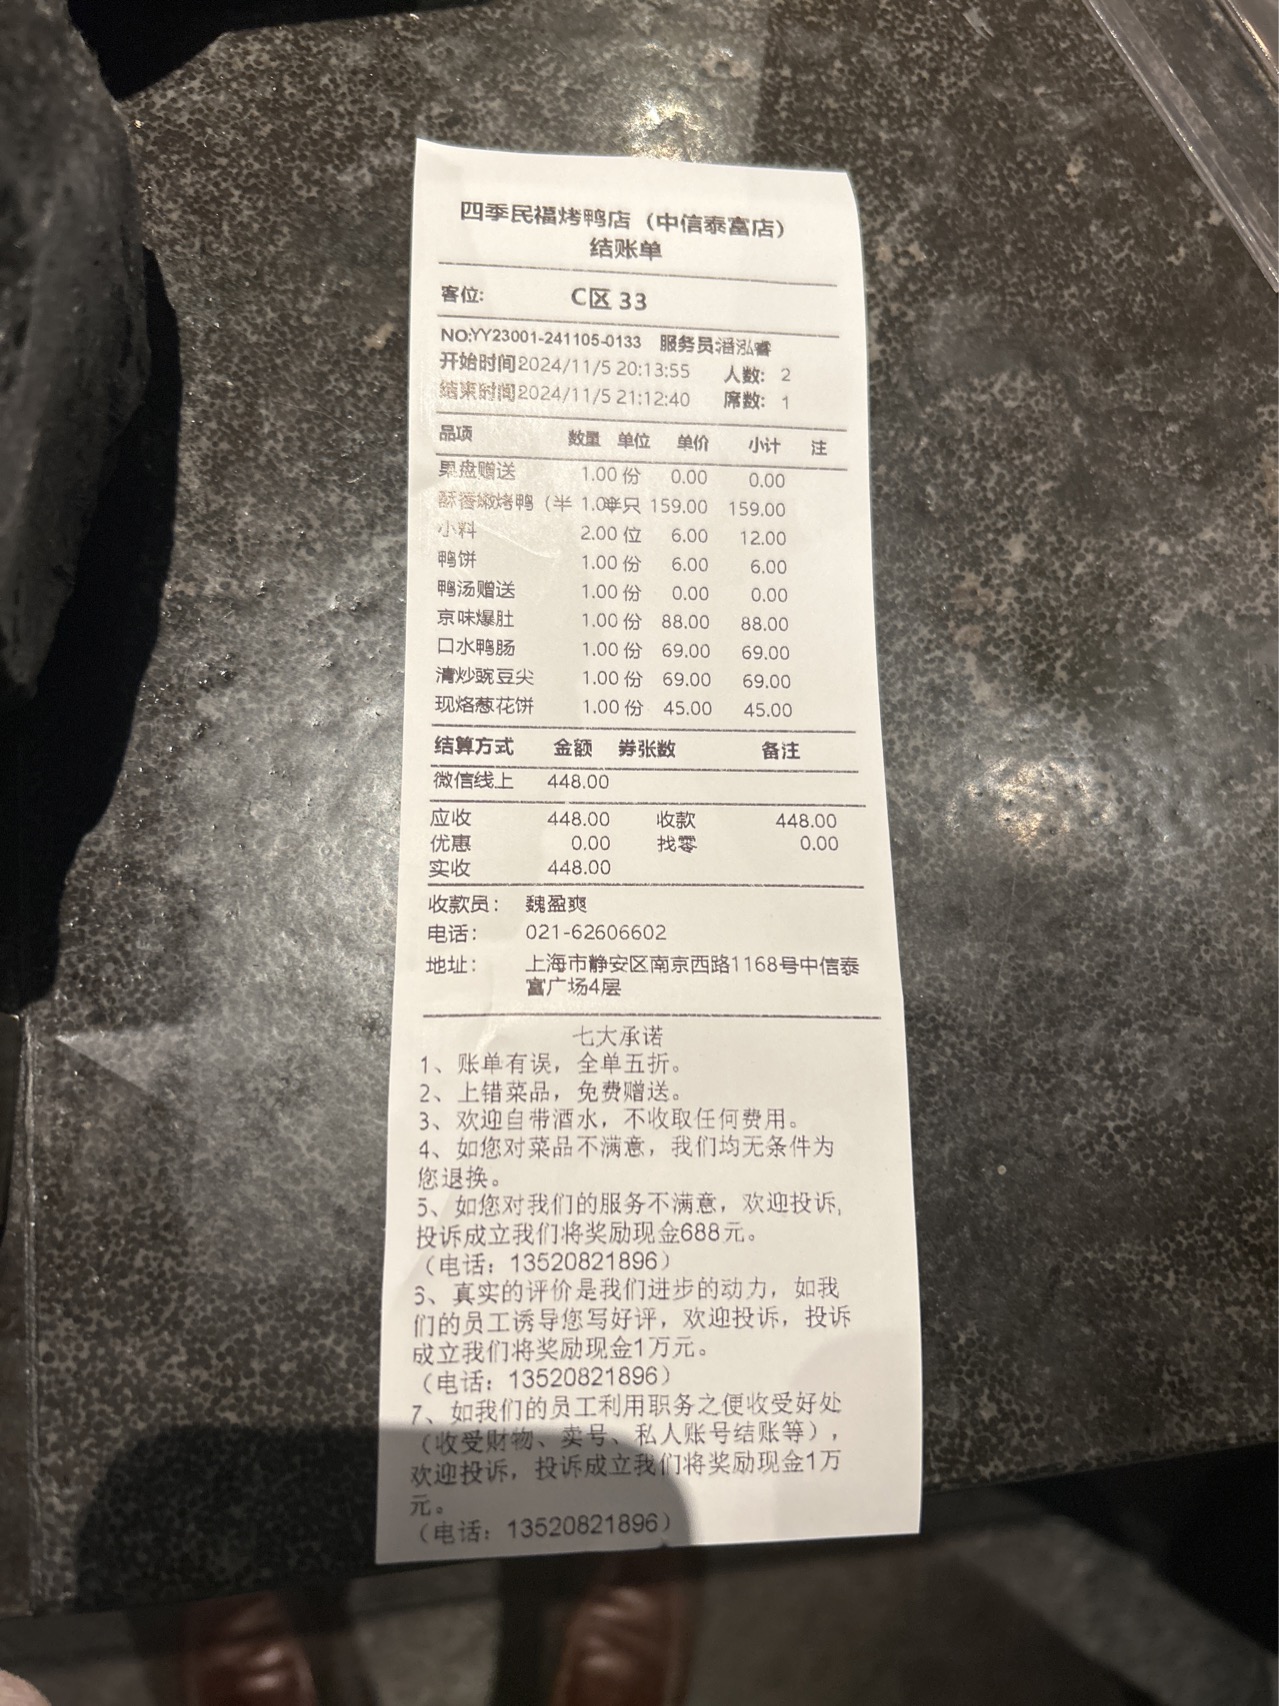 四季民福烤鸭店（中信泰富店）
结账单
客位: C区 33
NO:YY23001-241105-0133 服务员:潘泓睿
开始时间2024/11/5 20:13:55 人数: 2
结束时间2024/11/5 21:12:40 席数: 1
品项 数量 单位 单价 小计 注
果盘赠送 1.00 份 0.00 0.00
酥香嫩烤鸭（半 1.0半只 159.00 159.00
小料 2.00 位 6.00 12.00
鸭饼 1.00 份 6.00 6.00
鸭汤赠送 1.00 份 0.00 0.00
京味爆肚 1.00 份 88.00 88.00
口水鸭肠 1.00 份 69.00 69.00
清炒豌豆尖 1.00 份 69.00 69.00
现烙葱花饼 1.00 份 45.00 45.00
结算方式 金额 券张数 备注
微信线上 448.00
应收 448.00 收款 448.00
优惠 0.00 找零 0.00
实收 448.00
收款员： 魏盈爽
电话： 021-62606602
地址： 上海市静安区南京西路1168号中信泰
富广场4层
七大承诺
1、账单有误，全单五折。
2、上错菜品，免费赠送。
3、欢迎自带酒水，不收取任何费用。
4、如您对菜品不满意，我们均无条件为
您退换。
5、如您对我们的服务不满意，欢迎投诉,
投诉成立我们将奖励现金688元。
（电话：13520821896）
6、真实的评价是我们进步的动力，如我
们的员工诱导您写好评，欢迎投诉，投诉
成立我们将奖励现金1万元。
（电话：13520821896）
7、如我们的员工利用职务之便收受好处
（收受财物、卖号、私人账号结账等），
欢迎投诉，投诉成立我们将奖励现金1万
元。
（电话：13520821896）